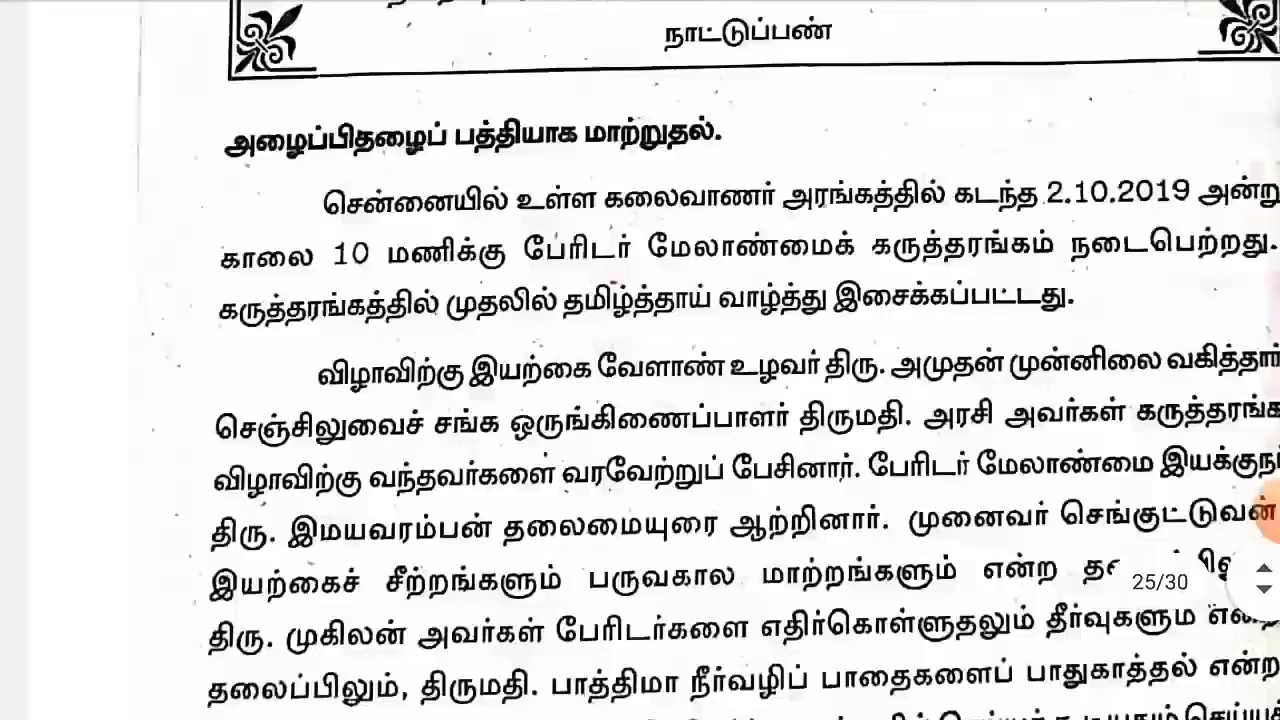 நாட்டுப்பண்
அழைப்பிதழைப் பத்தியாக மாற்றுதல்.
சென்னையில் உள்ள கலைவாணர் அரங்கத்தில் கடந்த 2.10.2019 அன்று
காலை 10 மணிக்கு பேரிடர் மேலாண்மைக் கருத்தரங்கம் நடைபெற்றது.
கருத்தரங்கத்தில் முதலில் தமிழ்த்தாய் வாழ்த்து இசைக்கப்பட்டது.
விழாவிற்கு இயற்கை வேளாண் உழவர் திரு. அமுதன் முன்னிலை வகித்தார்
செஞ்சிலுவைச் சங்க ஒருங்கிணைப்பாளர் திருமதி. அரசி அவர்கள்
விழாவிற்கு வந்தவர்களை வரவேற்றுப் பேசினார். பேரிடர் மேலாண்மை
திரு. இமயவரம்பன் தலைமையுரை ஆற்றினார். முனைவர் செங்குட்டுவன்
இயற்கைச் சீற்றங்களும் பருவகால மாற்றங்களும் என்ற
25/30
திரு. முகிலன் அவர்கள் பேரிடர்களை எதிர்கொள்ளுதலும்
தலைப்பிலும், திருமதி. பாத்திமா நீர்வழிப் பாதைகளைப் பாதுகாத்தல் என்ற